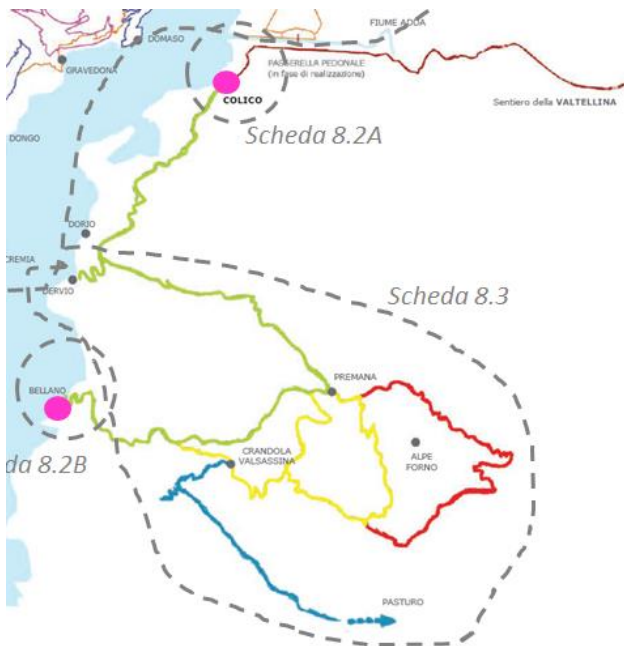 FIUME ADDA
DOMASO
GRAVEDONA
PASSERELLA PEDONALE
(in fase di realizzazione)
COLICO
Sentiero della VALTELLINA
Scheda 8.2A
DONGO
DORIO
CREMIA
DERVIO
Scheda 8.3
PREMANA
BELLANO
CRANDOLA
VALSASSINA
ALPE
FORNO
da 8.2B
PASTURO